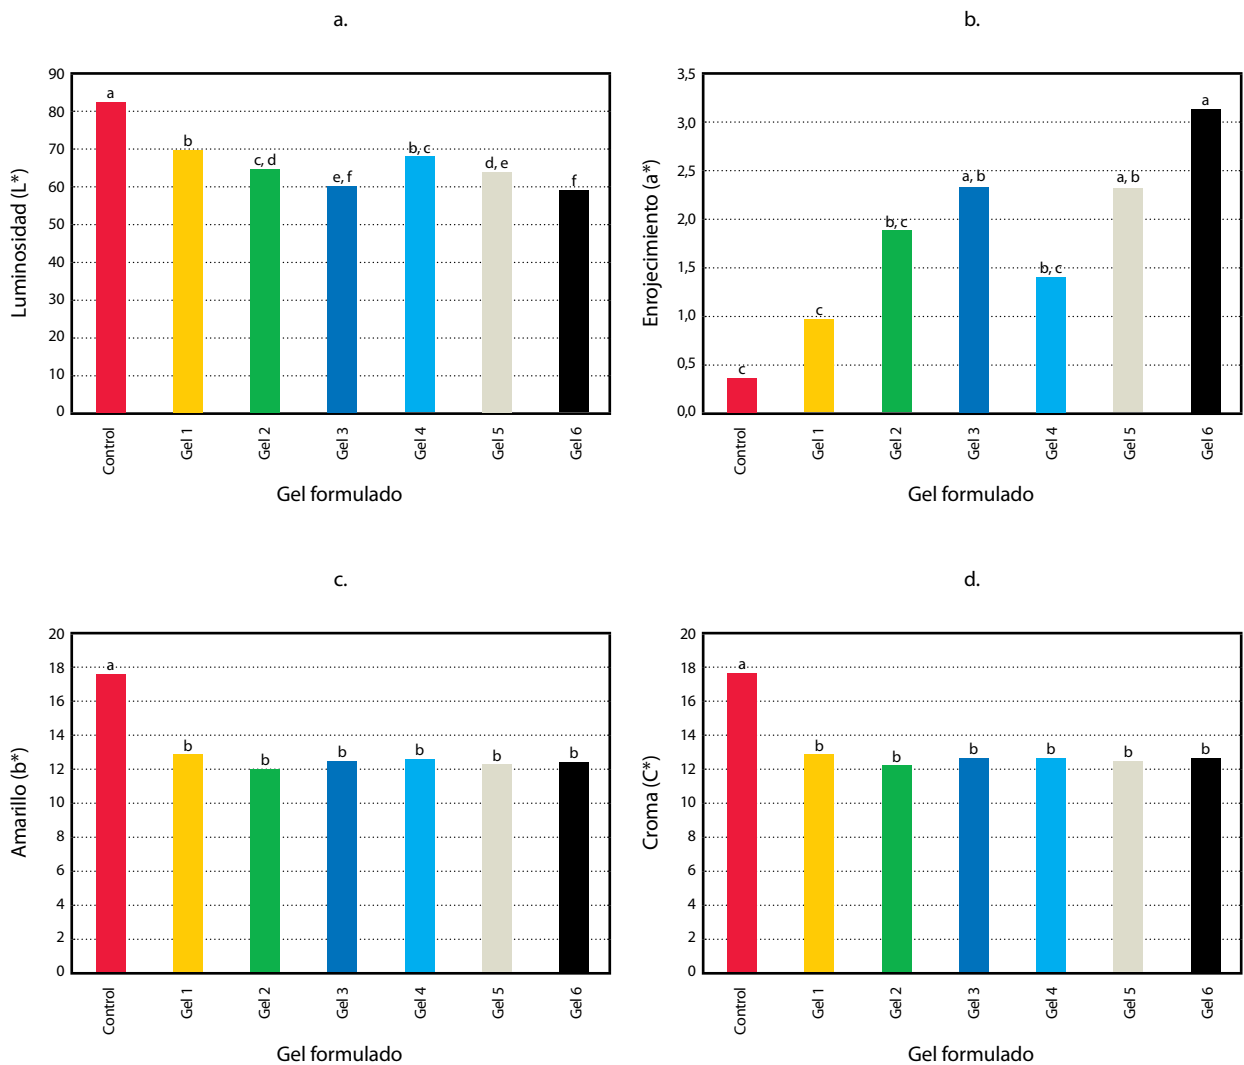 a.
90
80
70
60
50
40
30
20
10
0
Luminosidad (L*)
a
b
c, d
e, f
b, c
d, e
f
Control
Gel 1
Gel 2
Gel 3
Gel 4
Gel 5
Gel 6
Gel formulado
b.
3,5
3,0
2,5
2,0
1,5
1,0
0,5
0,0
Enrojecimiento (a*)
c
c
b, c
a, b
b, c
a, b
a
Control
Gel 1
Gel 2
Gel 3
Gel 4
Gel 5
Gel 6
Gel formulado
c.
20
18
16
14
12
10
8
6
4
2
0
Amarillo (b*)
a
b
b
b
b
b
b
Control
Gel 1
Gel 2
Gel 3
Gel 4
Gel 5
Gel 6
Gel formulado
d.
20
18
16
14
12
10
8
6
4
2
0
Croma (C*)
a
b
b
b
b
b
b
Control
Gel 1
Gel 2
Gel 3
Gel 4
Gel 5
Gel 6
Gel formulado